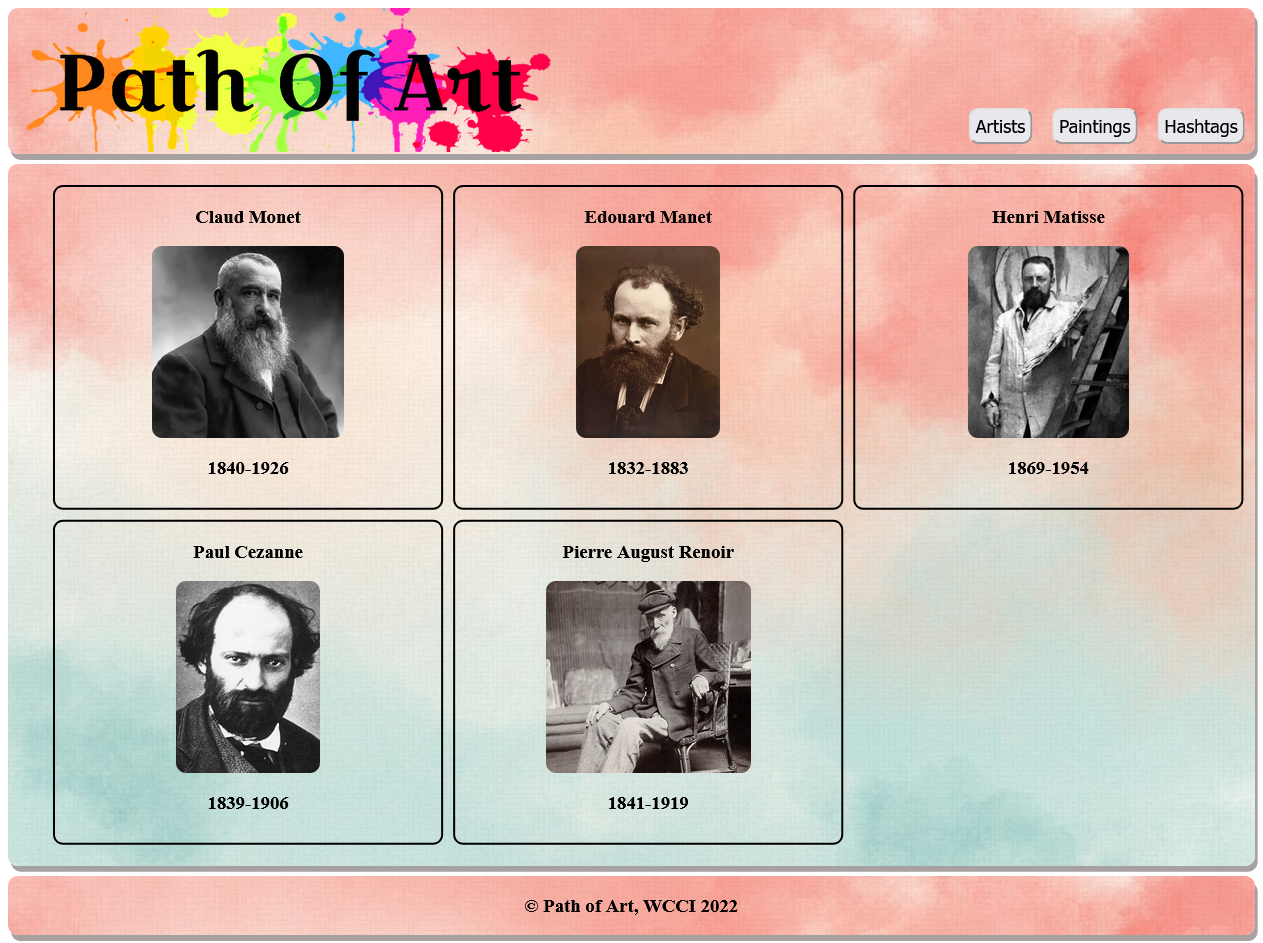 Path Of Art
Artists Paintings Hashtags
Claud Monet
1840-1926
Edouard Manet
1832-1883
Henri Matisse
1869-1954
Paul Cezanne
1839-1906
Pierre August Renoir
1841-1919
© Path of Art, WCCI 2022